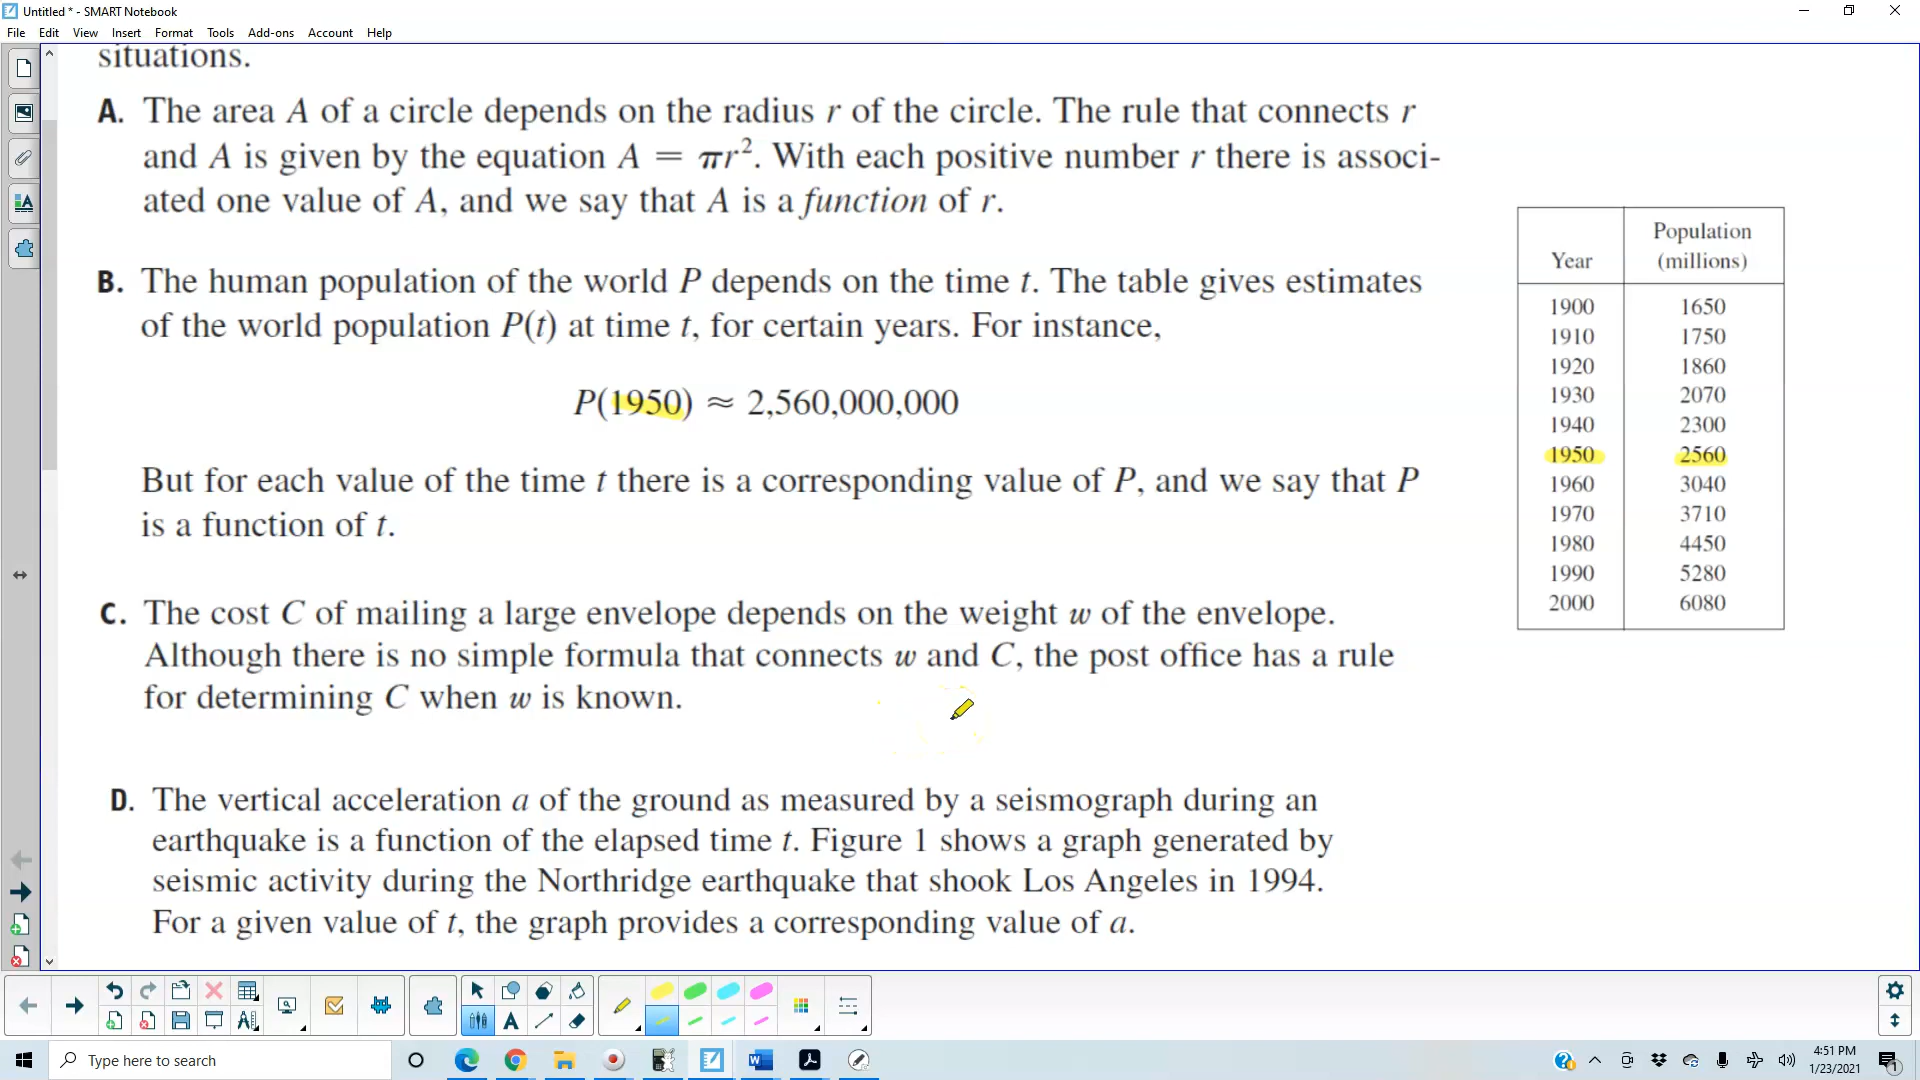 Untitled * - SMART Notebook
File Edit View Insert Format Tools Add-ons Account Help
situations.
A. The area A of a circle depends on the radius r of the circle. The rule that connects r
and A is given by the equation A = πr². With each positive number r there is associ-
ated one value of A, and we say that A is a function of r.
B. The human population of the world P depends on the time t. The table gives estimates
of the world population P(t) at time t, for certain years. For instance,
P(1950) ≈ 2,560,000,000
But for each value of the time t there is a corresponding value of P, and we say that P
is a function of t.
C. The cost C of mailing a large envelope depends on the weight w of the envelope.
Although there is no simple formula that connects w and C, the post office has a rule
for determining C when w is known.
D. The vertical acceleration a of the ground as measured by a seismograph during an
earthquake is a function of the elapsed time t. Figure 1 shows a graph generated by
seismic activity during the Northridge earthquake that shook Los Angeles in 1994.
For a given value of t, the graph provides a corresponding value of a.
Population
Year (millions)
1900 1650
1910 1750
1920 1860
1930 2070
1940 2300
1950 2560
1960 3040
1970 3710
1980 4450
1990 5280
2000 6080
Type here to search
4:51 PM
1/23/2021